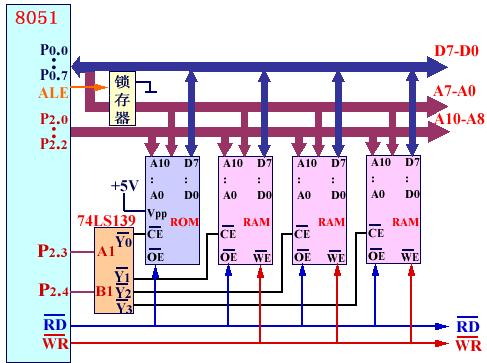 8051
P0.0
:
P0.7
ALE
P2.0
:
P2.2
锁
存
器
D7-D0
A7-A0
A10-A8
+5V
74LS139
P2.3
P2.4
A1
B1
Y0
Y1
Y2
Y3
A10 D7
: :
A0 D0
Vpp
ROM
CE
OE
A10 D7
: :
A0 D0
RAM
CE
OE WE
A10 D7
: :
A0 D0
RAM
CE
OE WE
A10 D7
: :
A0 D0
RAM
CE
OE WE
RD
WR
RD
WR